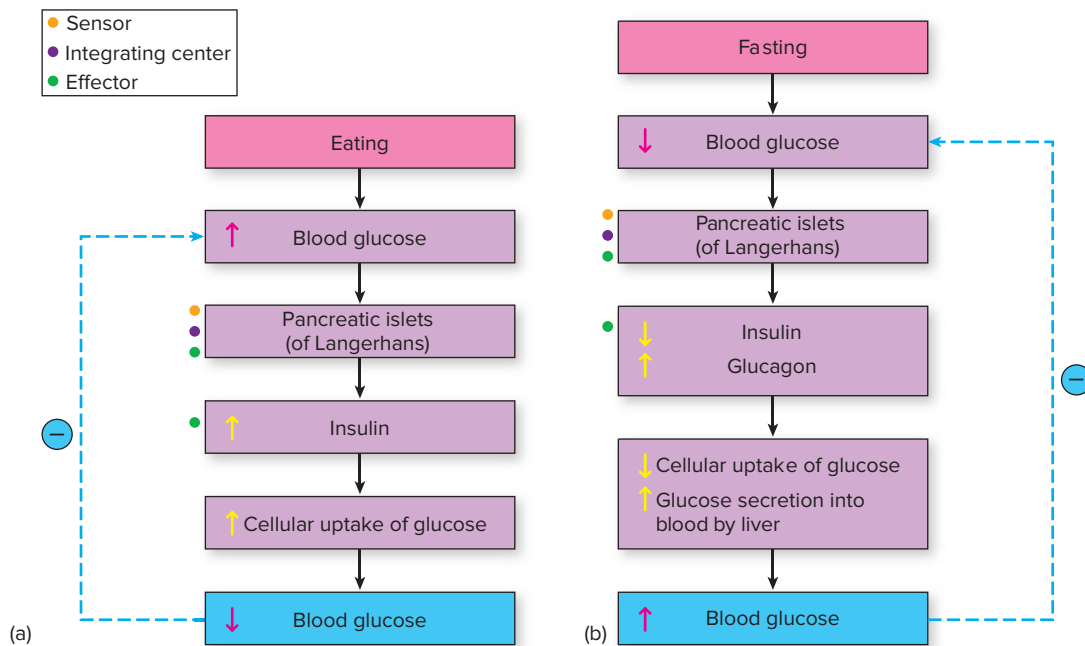 Sensor
Integrating center
Effector
Eating
↑ Blood glucose
Pancreatic islets
(of Langerhans)
↑ Insulin
↑ Cellular uptake of glucose
↓ Blood glucose
−
(a)
Fasting
↓ Blood glucose
Pancreatic islets
(of Langerhans)
↓ Insulin
↑ Glucagon
↓ Cellular uptake of glucose
↑ Glucose secretion into
blood by liver
↑ Blood glucose
−
(b)